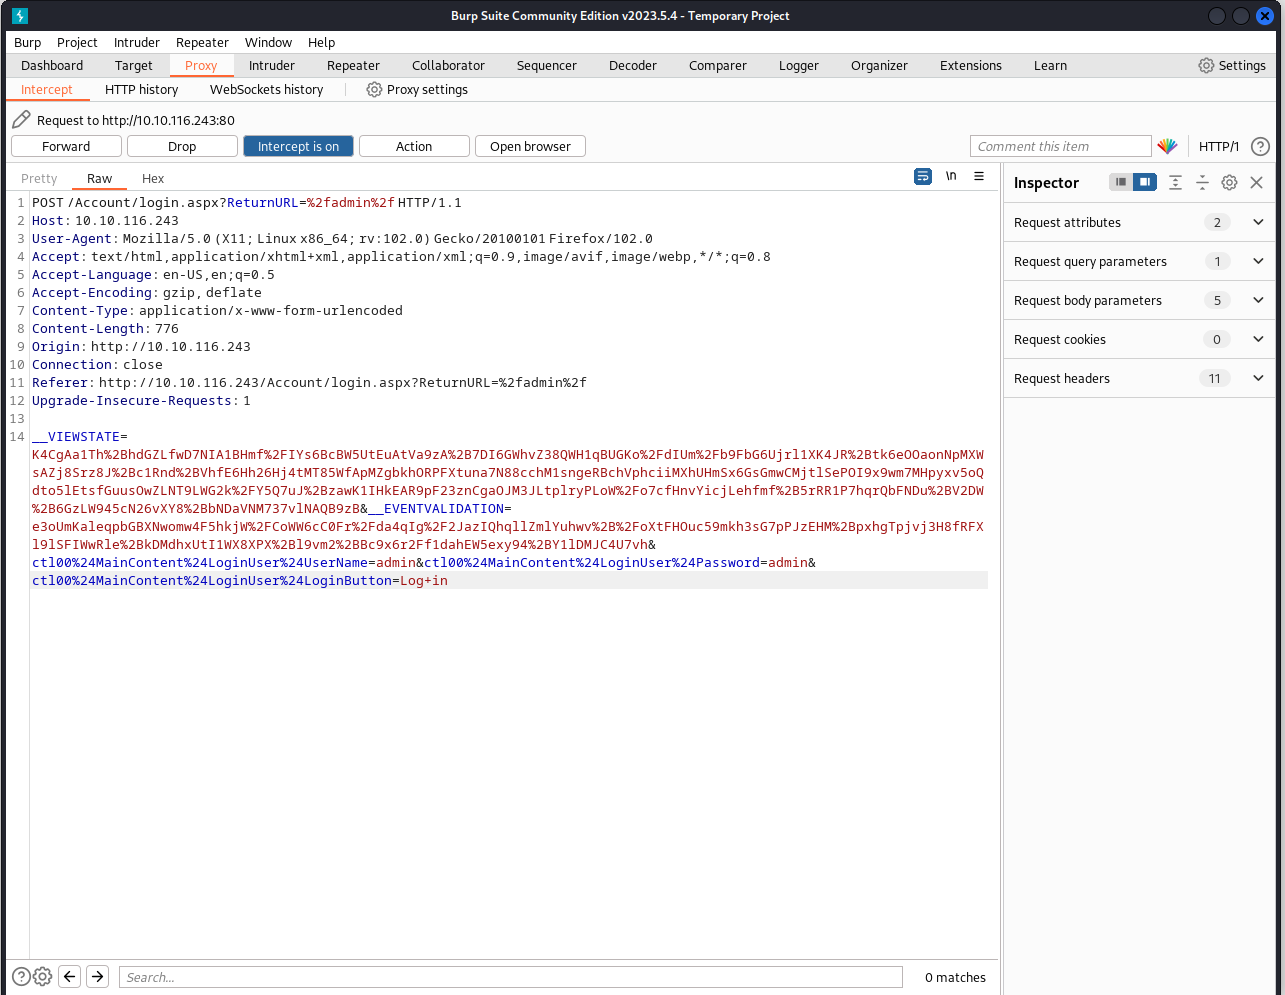 Burp Suite Community Edition v2023.5.4 - Temporary Project
Burp Project Intruder Repeater Window Help
Dashboard Target Proxy Intruder Repeater Collaborator Sequencer Decoder Comparer Logger Organizer Extensions Learn Settings
Intercept HTTP history WebSockets history Proxy settings
Request to http://10.10.116.243:80
Forward Drop Intercept is on Action Open browser Comment this item HTTP/1 ?
Pretty Raw Hex \n
Inspector
Request attributes 2
Request query parameters 1
Request body parameters 5
Request cookies 0
Request headers 11
1 POST /Account/login.aspx?ReturnURL=%2fadmin%2f HTTP/1.1
2 Host: 10.10.116.243
3 User-Agent: Mozilla/5.0 (X11; Linux x86_64; rv:102.0) Gecko/20100101 Firefox/102.0
4 Accept: text/html,application/xhtml+xml,application/xml;q=0.9,image/avif,image/webp,*/*;q=0.8
5 Accept-Language: en-US,en;q=0.5
6 Accept-Encoding: gzip, deflate
7 Content-Type: application/x-www-form-urlencoded
8 Content-Length: 776
9 Origin: http://10.10.116.243
10 Connection: close
11 Referer: http://10.10.116.243/Account/login.aspx?ReturnURL=%2fadmin%2f
12 Upgrade-Insecure-Requests: 1
13
14 __VIEWSTATE=
K4CgAa1Th%2BhdGZLfwD7NIA1BHmf%2FIYs6BcBW5UtEuAtVa9zA%2B7DI6GWhvZ38QWH1qBUGKo%2FdIUm%2Fb9FbG6Ujrl1XK4JR%2Btk6eOOaonNpMXW
sAZj8Srz8J%2Bc1Rnd%2BVhfE6Hh26Hj4tMT85WfApMZgbkhORPFXtuna7N88cchM1sngeRBchVphciiMXhUHmSx6GsGmwCMjtlSePOI9x9wm7MHpyxv5oQ
dto5lEtsfGuusOwZLNT9LWG2k%2FY5Q7uJ%2BzawK1IHkEAR9pF23znCgaOJM3JLtplryPLoW%2Fo7cfHnvYicjLehfmf%2B5rRR1P7hqrQbFNDu%2BV2DW
%2B6GzLW945cN26vXY8%2BbNDaVNM737vlNAQB9zB&__EVENTVALIDATION=
e3oUmKaleqpbGBXNwomw4F5hkjW%2FCoWW6cC0Fr%2Fda4qIg%2F2JazIQhqllZmlYuhwv%2B%2FoXtFHOuc59mkh3sG7pPJzEHM%2BpxhgTpjvj3H8fRFX
l9lSFIWwRle%2BkDMdhxUtI1WX8XPX%2Bl9vm2%2BBc9x6r2Ff1dahEW5exy94%2BY1lDMJC4U7vh&
ctl00%24MainContent%24LoginUser%24UserName=admin&ctl00%24MainContent%24LoginUser%24Password=admin&
ctl00%24MainContent%24LoginUser%24LoginButton=Log+in
? Search... 0 matches